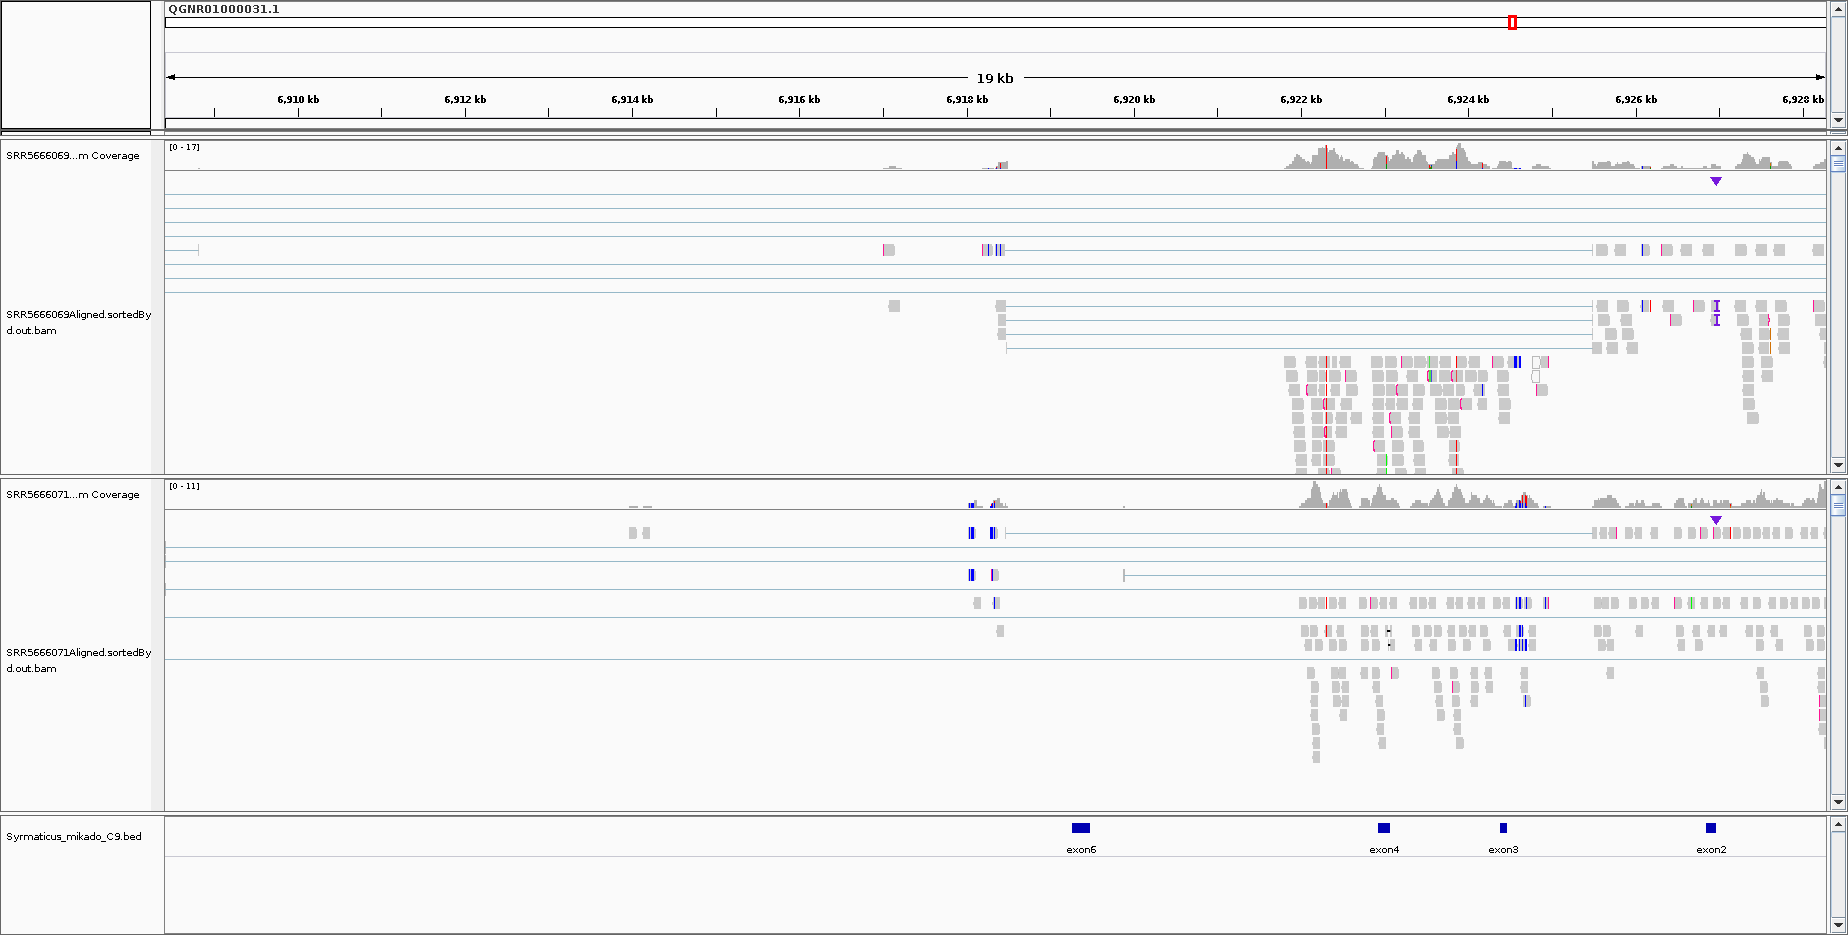 QGNR01000031.1
19 kb
6,910 kb 6,912 kb 6,914 kb 6,916 kb 6,918 kb 6,920 kb 6,922 kb 6,924 kb 6,926 kb 6,928 kb
SRR5666069...m Coverage
[0 - 17]
SRR5666069Aligned.sortedBy
d.out.bam
SRR5666071...m Coverage
[0 - 11]
SRR5666071Aligned.sortedBy
d.out.bam
Syrmaticus_mikado_C9.bed
exon6 exon4 exon3 exon2